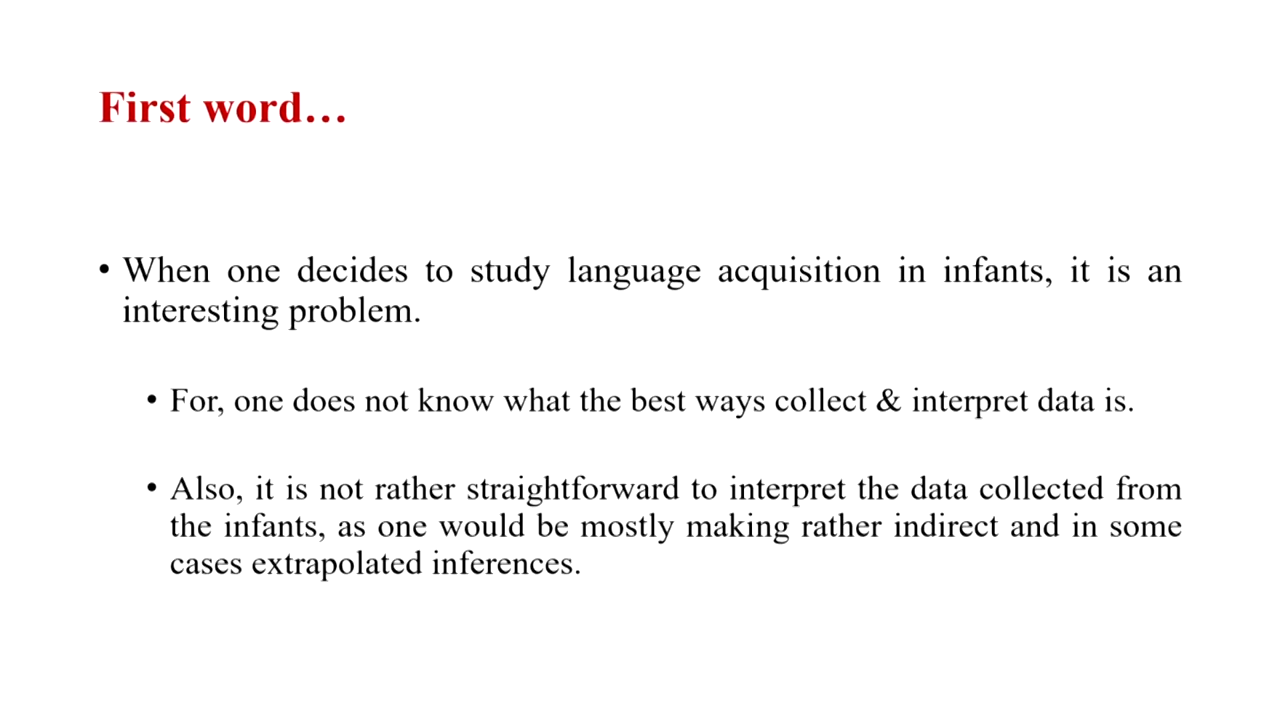 First word…
• When one decides to study language acquisition in infants, it is an
interesting problem.
• For, one does not know what the best ways collect & interpret data is.
• Also, it is not rather straightforward to interpret the data collected from
the infants, as one would be mostly making rather indirect and in some
cases extrapolated inferences.